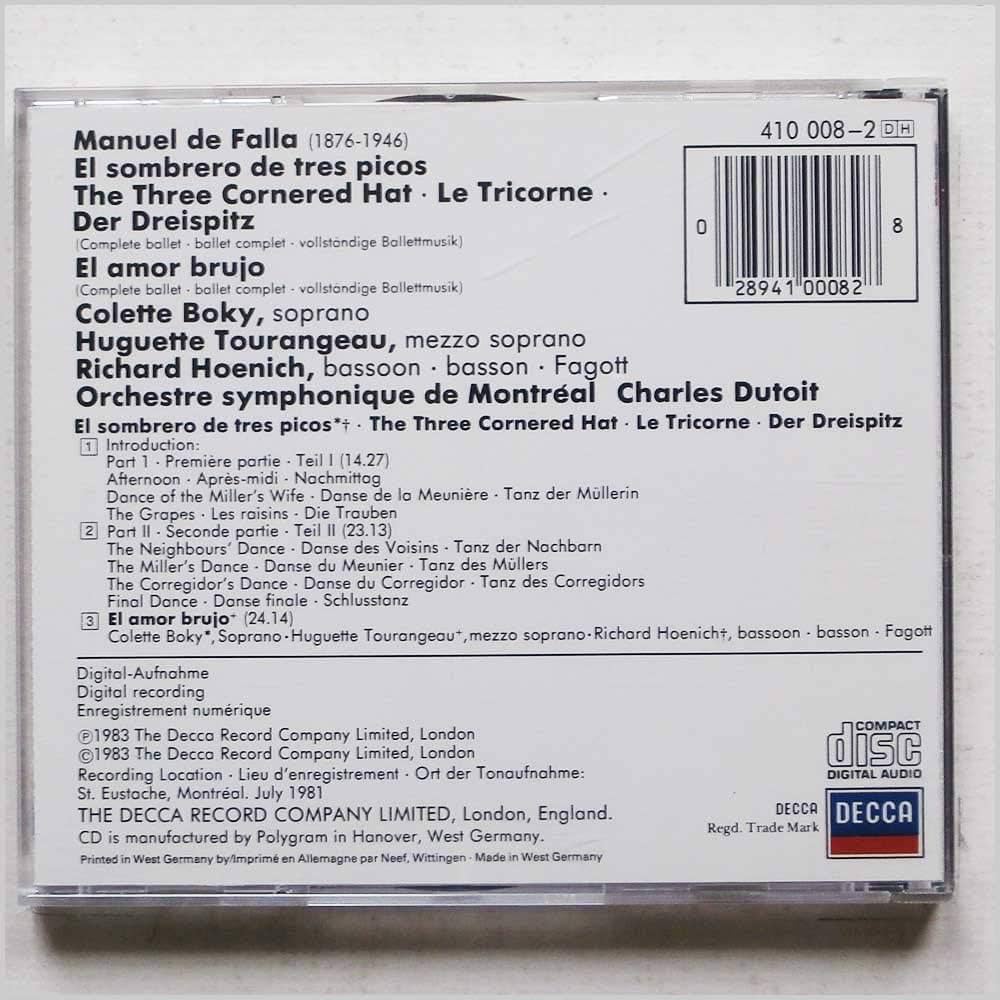 Manuel de Falla (1876-1946)
410 008-2 DH
El sombrero de tres picos
The Three Cornered Hat · Le Tricorne ·
Der Dreispitz
(Complete ballet · ballet complet · vollständige Ballettmusik)
El amor brujo
(Complete ballet · ballet complet · vollständige Ballettmusik)
0 28941 00082 8
Colette Boky, soprano
Huguette Tourangeau, mezzo soprano
Richard Hoenich, bassoon · basson · Fagott
Orchestre symphonique de Montréal Charles Dutoit
El sombrero de tres picos*† · The Three Cornered Hat · Le Tricorne · Der Dreispitz
1 Introduction:
Part 1 · Première partie · Teil I (14.27)
Afternoon · Après-midi · Nachmittag
Dance of the Miller's Wife · Danse de la Meunière · Tanz der Müllerin
The Grapes · Les raisins · Die Trauben
2 Part II · Seconde partie · Teil II (23.13)
The Neighbours' Dance · Danse des Voisins · Tanz der Nachbarn
The Miller's Dance · Danse du Meunier · Tanz des Müllers
The Corregidor's Dance · Danse du Corregidor · Tanz des Corregidors
Final Dance · Danse finale · Schlusstanz
3 El amor brujo+ (24.14)
Colette Boky*, Soprano · Huguette Tourangeau+, mezzo soprano · Richard Hoenich†, bassoon · basson · Fagott
Digital-Aufnahme
Digital recording
Enregistrement numérique
℗1983 The Decca Record Company Limited, London
©1983 The Decca Record Company Limited, London
Recording Location · Lieu d'enregistrement · Ort der Tonaufnahme:
St. Eustache, Montréal. July 1981
THE DECCA RECORD COMPANY LIMITED, London, England.
CD is manufactured by Polygram in Hanover, West Germany.
Printed in West Germany by/Imprimé en Allemagne par Neef, Wittingen · Made in West Germany
COMPACT
disc
DIGITAL AUDIO
DECCA
Regd. Trade Mark
DECCA